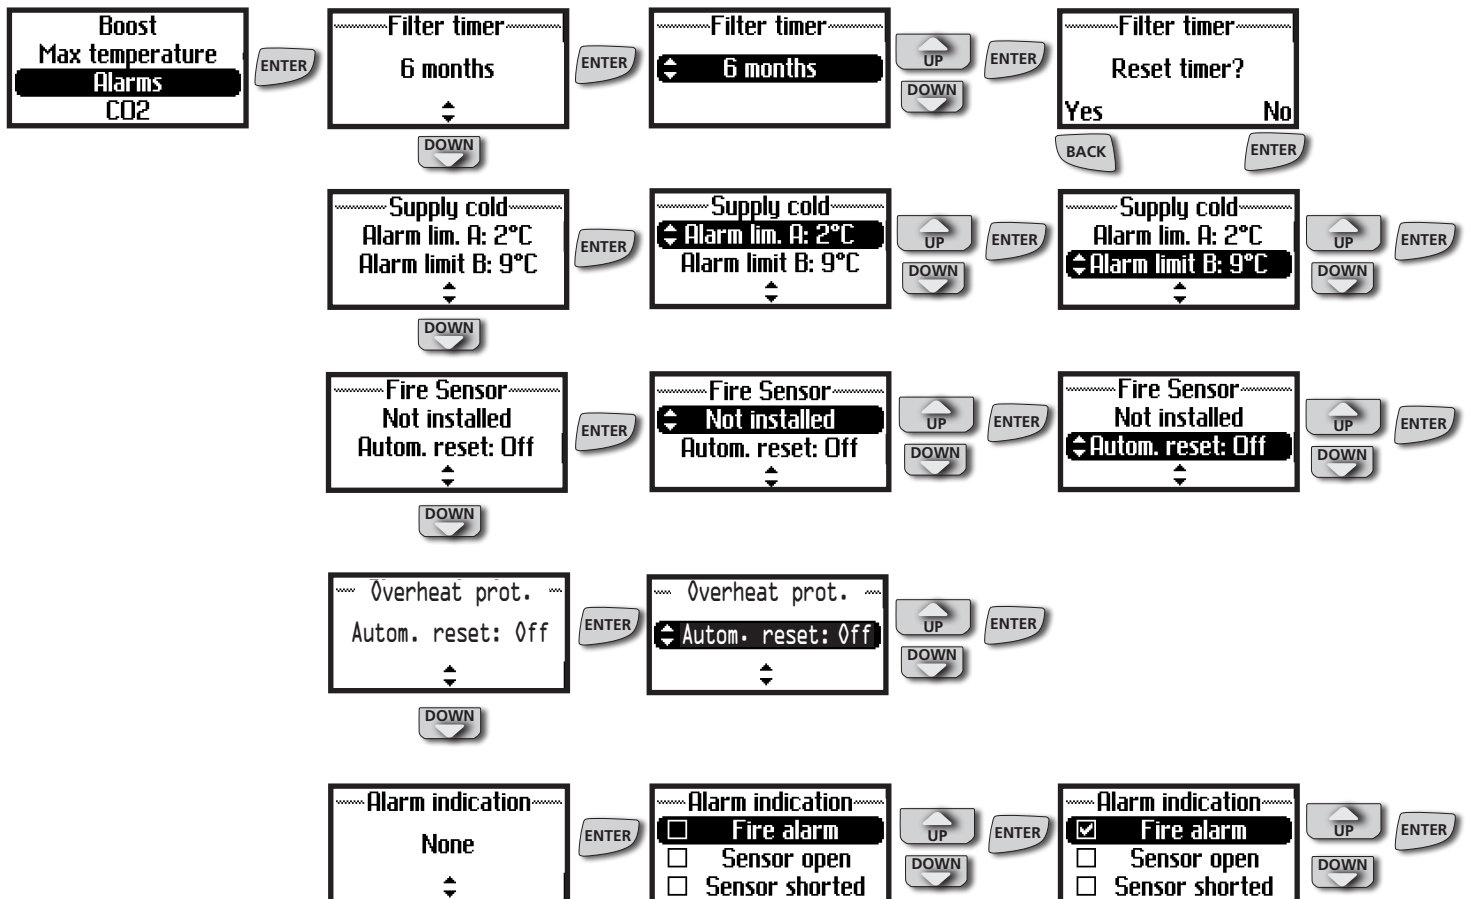 Boost
Max temperature
Alarms
CO2
ENTER
Filter timer
6 months
DOWN
ENTER
Filter timer
6 months
UP
DOWN
ENTER
Filter timer
Reset timer?
Yes No
BACK
ENTER
Supply cold
Alarm lim. A: 2°C
Alarm limit B: 9°C
DOWN
ENTER
Supply cold
Alarm lim. A: 2°C
Alarm limit B: 9°C
UP
DOWN
ENTER
Supply cold
Alarm lim. A: 2°C
Alarm limit B: 9°C
UP
DOWN
ENTER
Fire Sensor
Not installed
Autom. reset: Off
DOWN
ENTER
Fire Sensor
Not installed
Autom. reset: Off
UP
DOWN
ENTER
Fire Sensor
Not installed
Autom. reset: Off
UP
DOWN
ENTER
Overheat prot.
Autom. reset: Off
DOWN
ENTER
Overheat prot.
Autom. reset: Off
UP
DOWN
ENTER
Alarm indication
None
ENTER
Alarm indication
Fire alarm
Sensor open
Sensor shorted
UP
DOWN
ENTER
Alarm indication
Fire alarm
Sensor open
Sensor shorted
UP
DOWN
ENTER